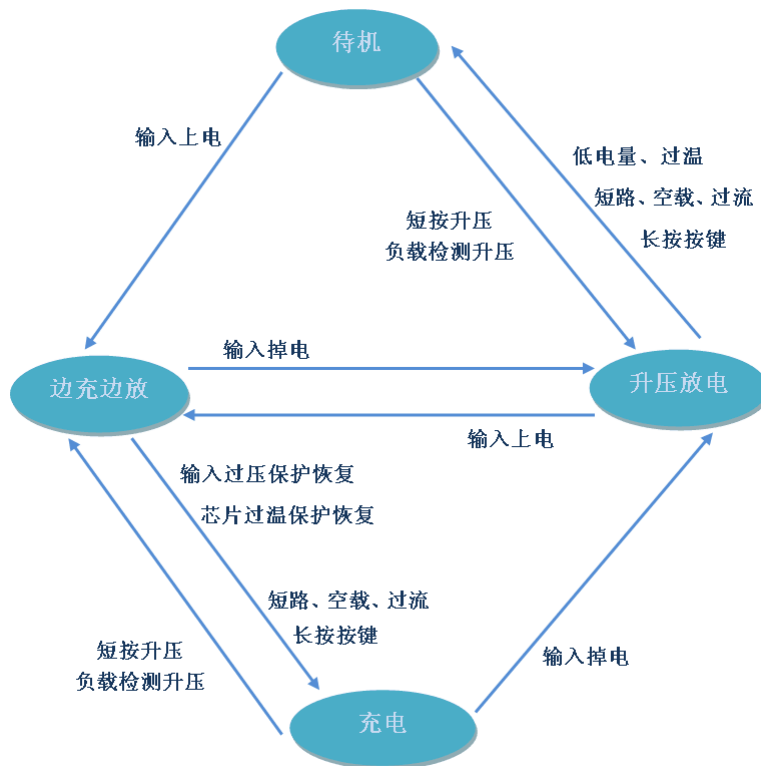 待机
输入上电
低电量、过温
短路、空载、过流
长按按键
短按升压
负载检测升压
输入掉电
边充边放
升压放电
输入上电
输入过压保护恢复
芯片过温保护恢复
短路、空载、过流
长按按键
短按升压
负载检测升压
输入掉电
充电